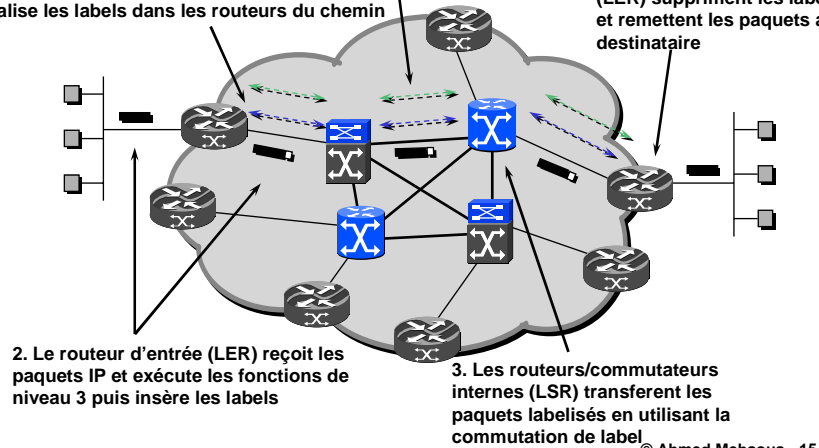 alise les labels dans les routeurs du chemin
(LER) suppriment les
et remettent les paquets
destinataire
2. Le routeur d'entrée (LER) reçoit les
paquets IP et exécute les fonctions de
niveau 3 puis insère les labels
3. Les routeurs/commutateurs
internes (LSR) transferent les
paquets labelisés en utilisant la
commutation de label
© Ahmed Mehaoua - 15